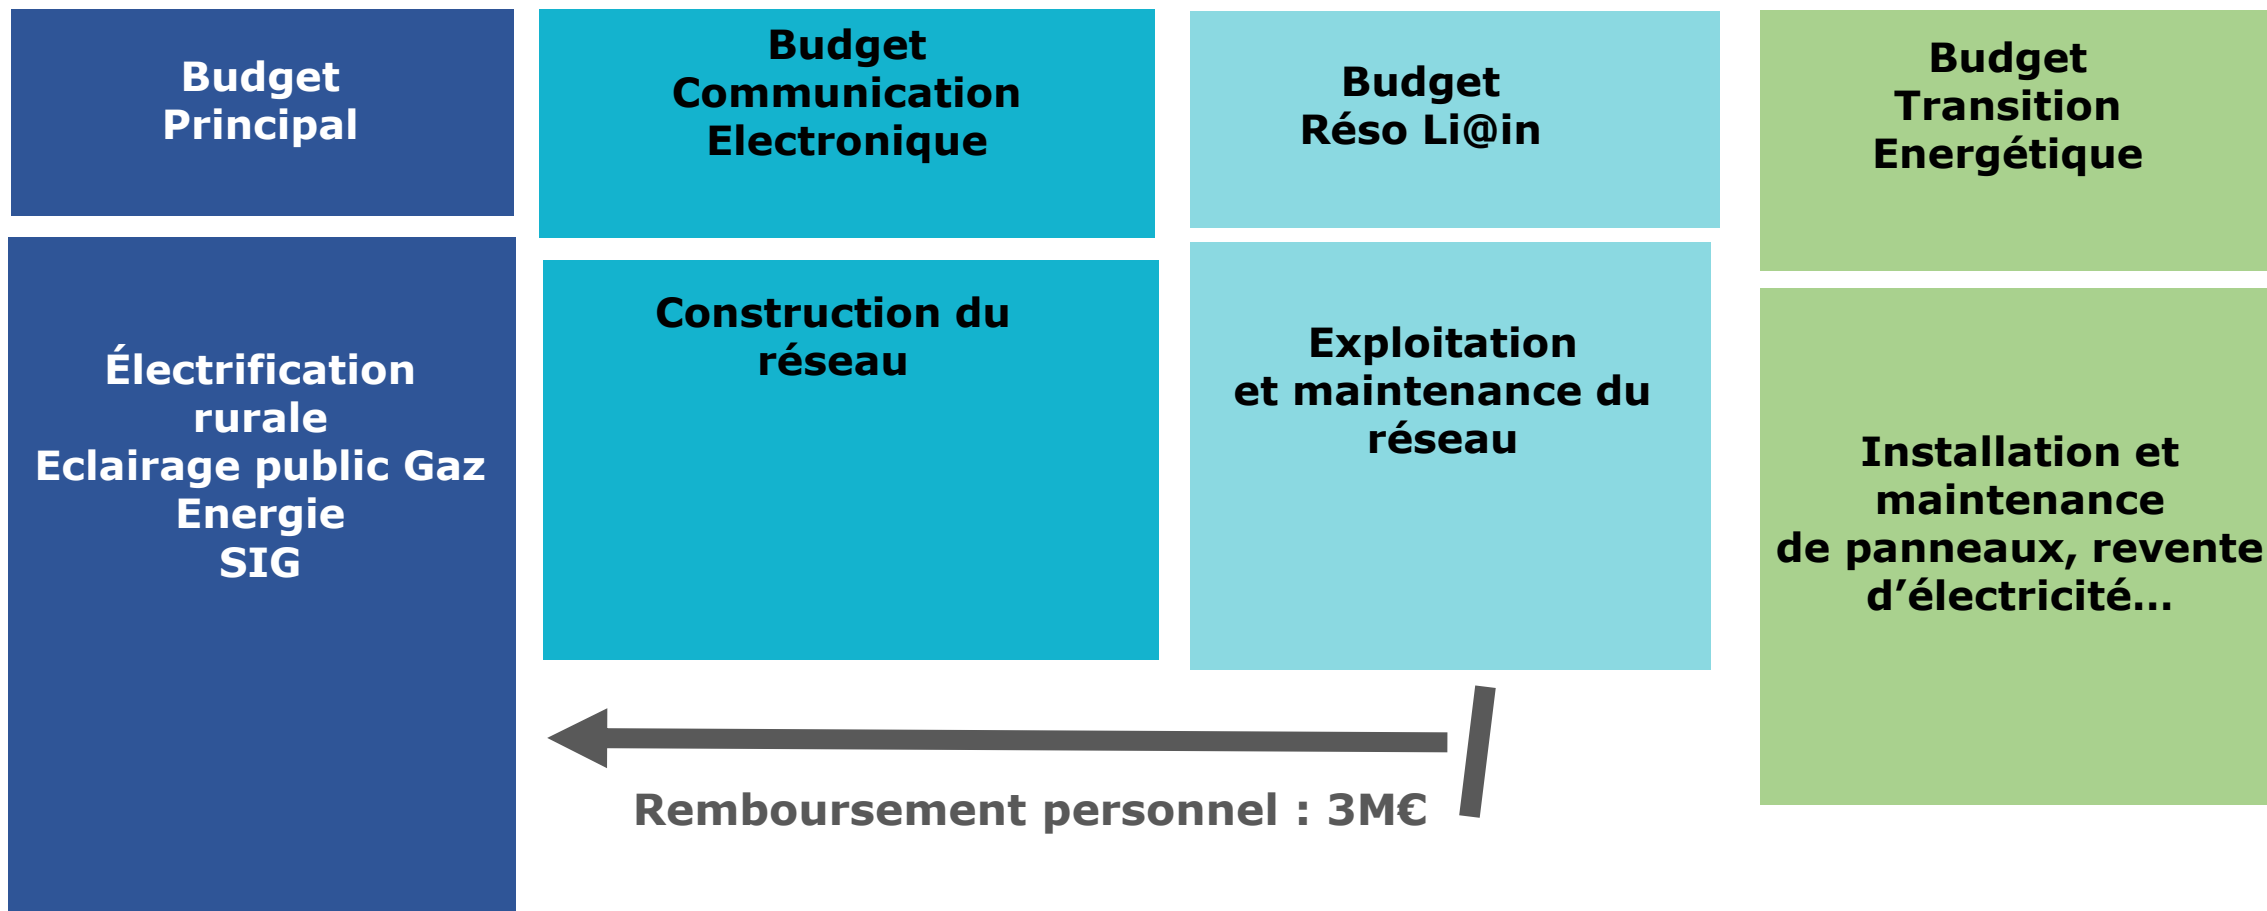 Budget
Principal
Budget
Communication
Electronique
Budget
Réso Li@in
Budget
Transition
Energétique
Électrification
rurale
Eclairage public Gaz
Energie
SIG
Construction du
réseau
Exploitation
et maintenance du
réseau
Installation et
maintenance
de panneaux, revente
d’électricité…
Remboursement personnel : 3M€